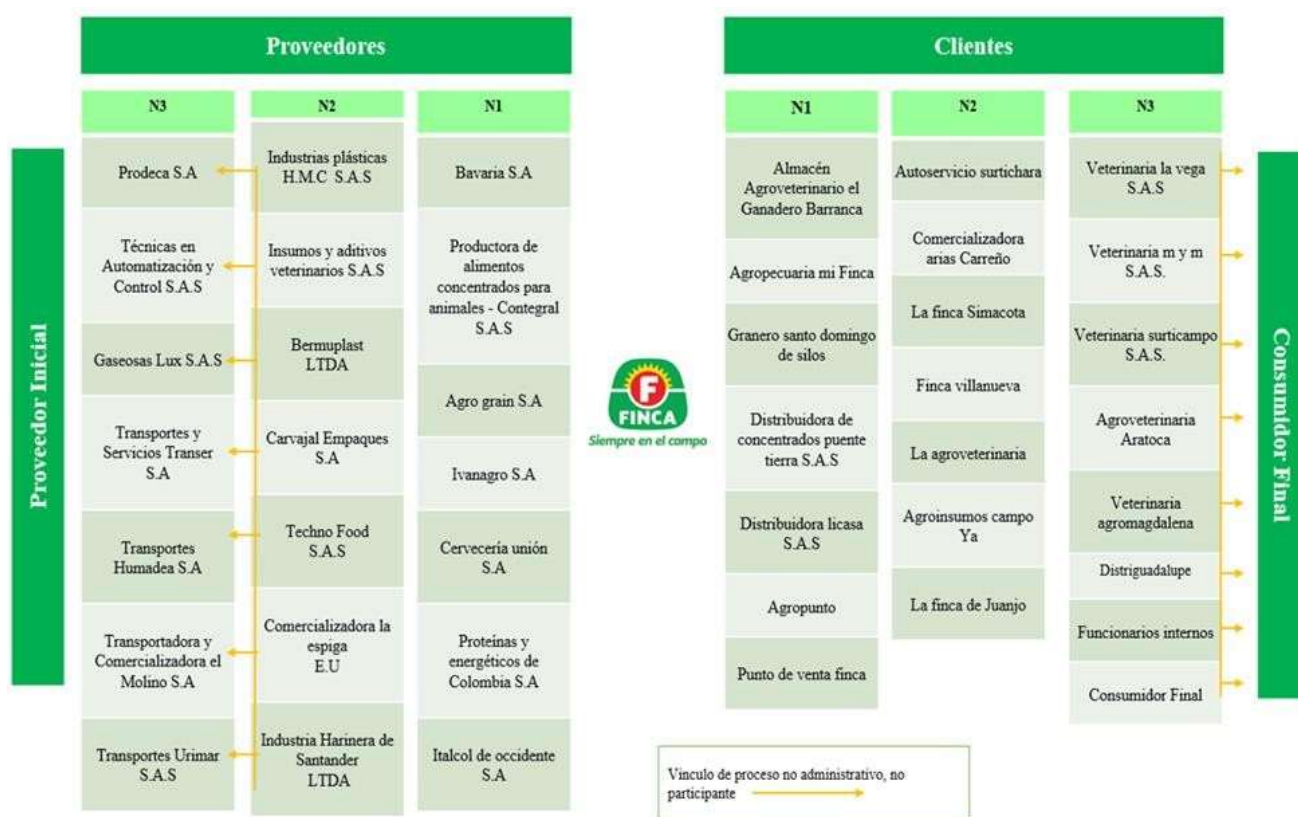 Proveedores
Clientes
Proveedor Inicial
N3
Prodeca S.A
Técnicas en
Automatización y
Control S.A.S
Gaseosas Lux S.A.S
Transportes y
Servicios Transer
S.A
Transportes
Humadea S.A
Transportadora y
Comercializadora el
Molino S.A
Transportes Urimar
S.A.S
N2
Industrias plásticas
H.M.C S.A.S
Insumos y aditivos
veterinarios S.A.S
Bermuplast
LTDA
Carvajal Empaques
S.A
Techno Food
S.A.S
Comercializadora la
espiga
E.U
Industria Harinera de
Santander
LTDA
N1
Bavaria S.A
Productora de
alimentos
concentrados para
animales - Contegral
S.A.S
Agro grain S.A
Ivanagro S.A
Cervecería unión
S.A
Proteínas y
energéticos de
Colombia S.A
Italcol de occidente
S.A
F
FINCA
Siempre en el campo
N1
Almacén
Agroveterinario el
Ganadero Barranca
Agropecuaria mi Finca
Granero santo domingo
de silos
Distribuidora de
concentrados puente
tierra S.A.S
Distribuidora licasa
S.A.S
Agropunto
Punto de venta finca
N2
Autoservicio surtichara
Comercializadora
arias Carreño
La finca Simacota
Finca villanueva
La agroveterinaria
Agroinsumos campo
Ya
La finca de Juanjo
N3
Veterinaria la vega
S.A.S
Veterinaria m y m
S.A.S.
Veterinaria surticampo
S.A.S.
Agroveterinaria
Aratoca
Veterinaria
agromagdalena
Distriguadalupe
Funcionarios internos
Consumidor Final
Consumidor Final
Vinculo de proceso no administrativo, no
participante